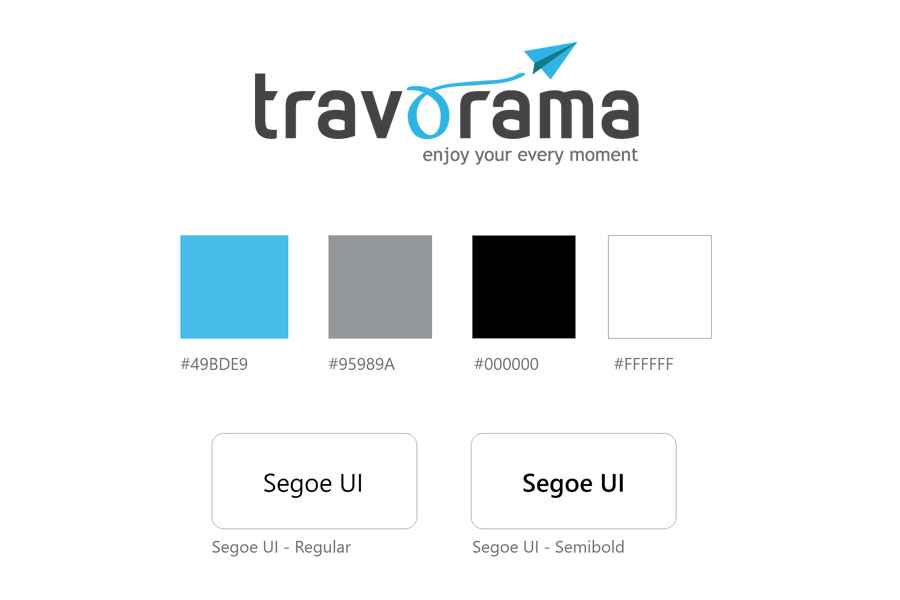 travorama
enjoy your every moment
#49BDE9
#95989A
#000000
#FFFFFF
Segoe UI
Segoe UI
Segoe UI - Regular
Segoe UI - Semibold